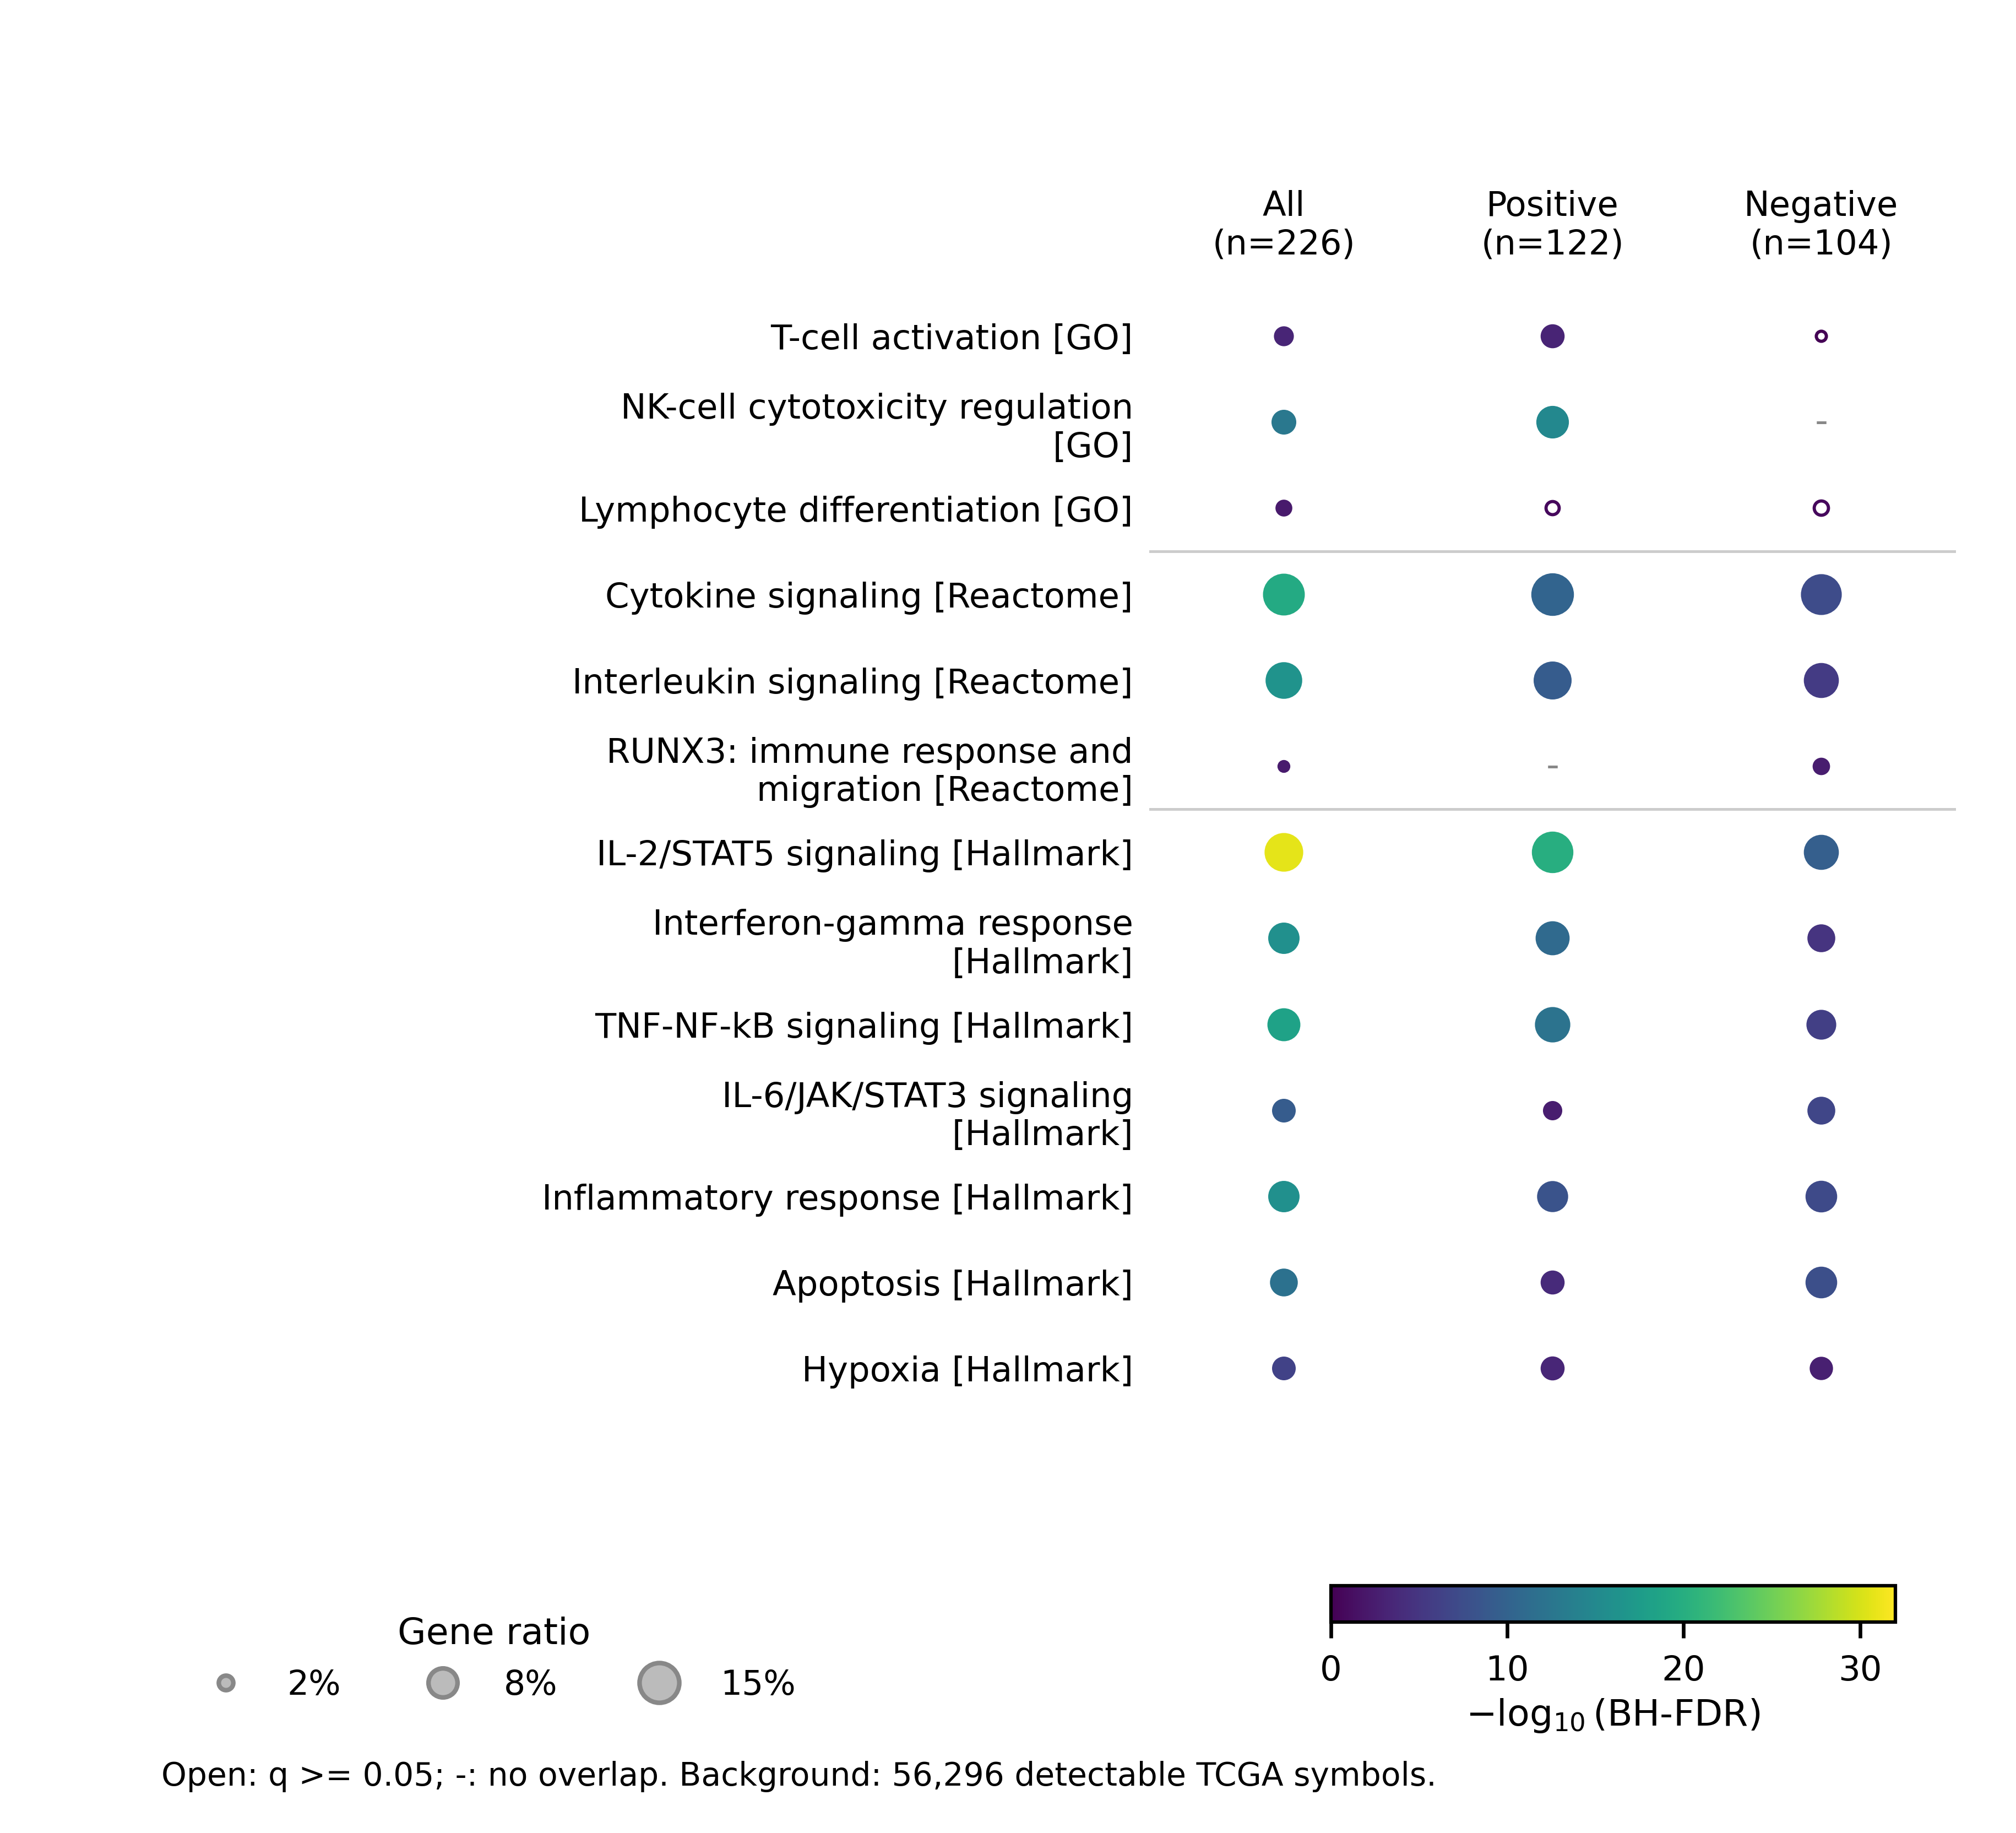 All
(n=226)
Positive
(n=122)
Negative
(n=104)
T-cell activation [GO]
NK-cell cytotoxicity regulation
[GO]
-
Lymphocyte differentiation [GO]
Cytokine signaling [Reactome]
Interleukin signaling [Reactome]
RUNX3: immune response and
migration [Reactome]
-
IL-2/STAT5 signaling [Hallmark]
Interferon-gamma response
[Hallmark]
TNF-NF-kB signaling [Hallmark]
IL-6/JAK/STAT3 signaling
[Hallmark]
Inflammatory response [Hallmark]
Apoptosis [Hallmark]
Hypoxia [Hallmark]
Gene ratio
2% 8% 15%
0 10 20 30
−log₁₀ (BH-FDR)
Open: q >= 0.05; -: no overlap. Background: 56,296 detectable TCGA symbols.